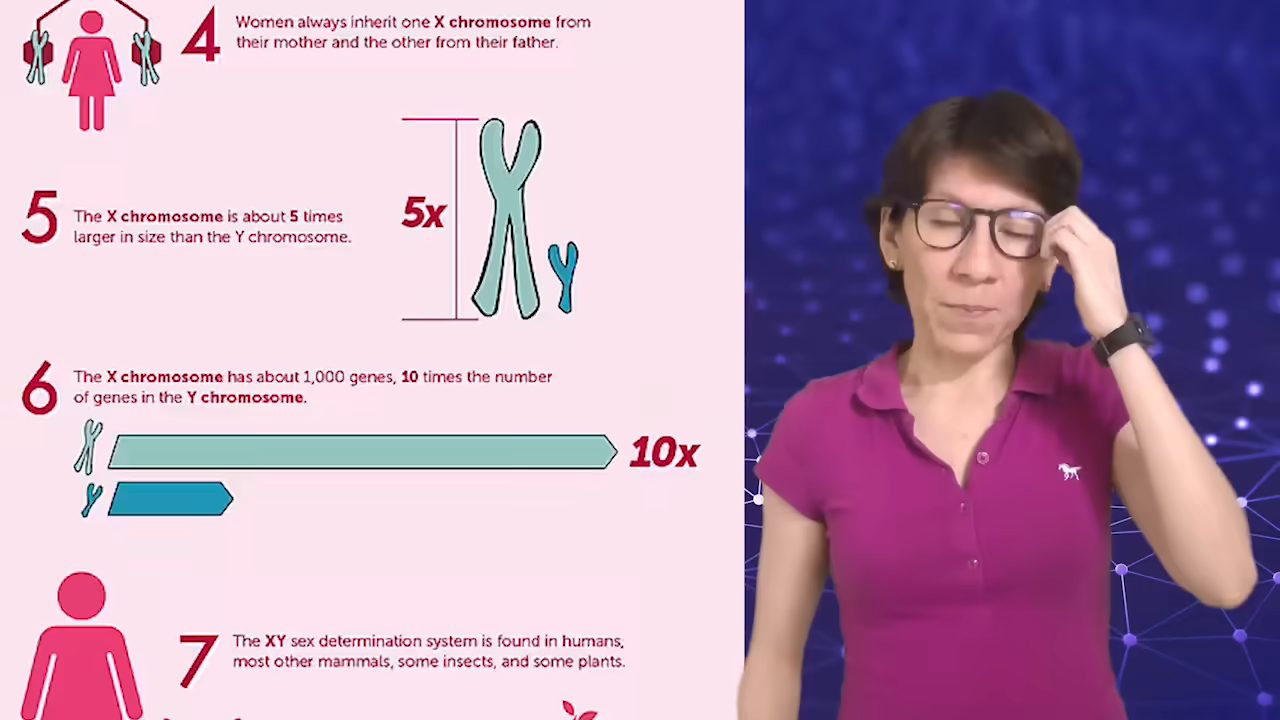 4
Women always inherit one X chromosome from
their mother and the other from their father.
5
The X chromosome is about 5 times
larger in size than the Y chromosome.
5x
6
The X chromosome has about 1,000 genes, 10 times the number
of genes in the Y chromosome.
10x
7
The XY sex determination system is found in humans,
most other mammals, some insects, and some plants.